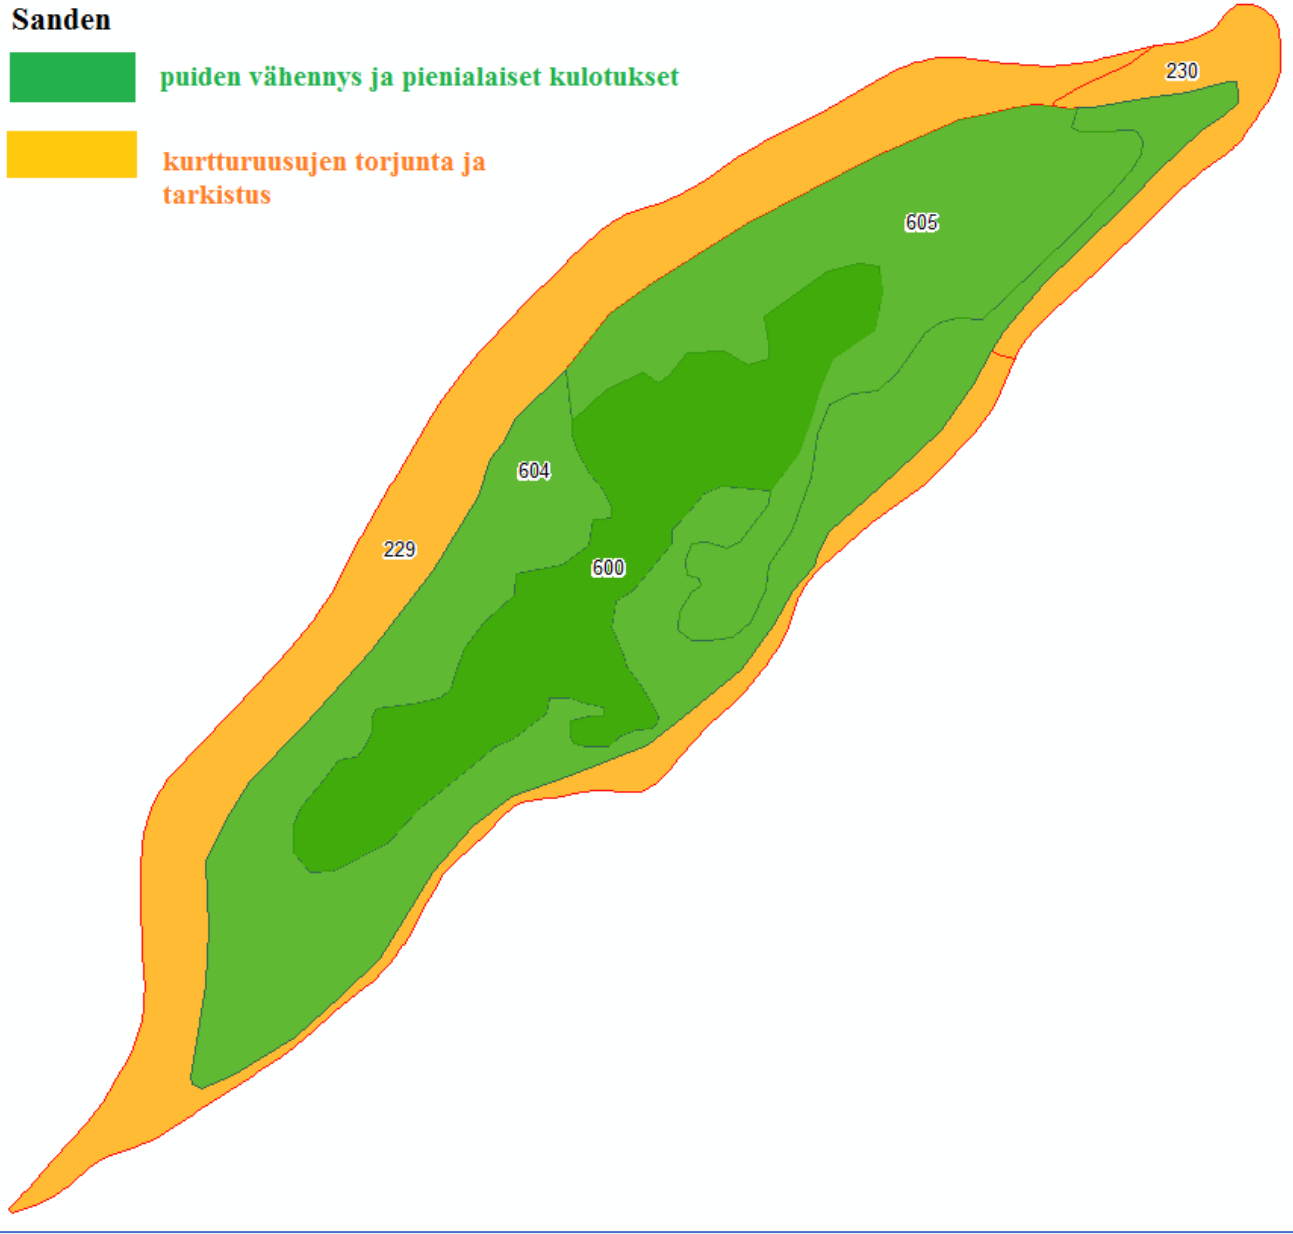 Sanden
puiden vähennys ja pienialaiset kulotukset
kurtturuusujen torjunta ja
tarkistus
230
605
604
229
600